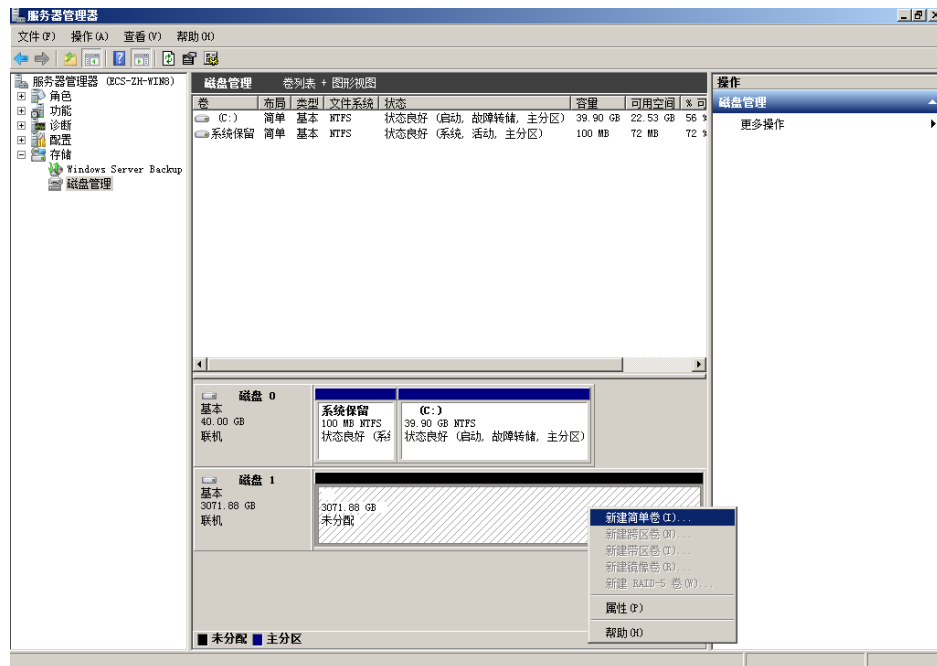 服务器管理器
文件(F) 操作(A) 查看(V) 帮助(H)
服务器管理器 (ECS-ZH-WIN8)
角色
功能
诊断
配置
存储
Windows Server Backup
磁盘管理
磁盘管理 卷列表 + 图形视图
卷 布局 类型 文件系统 状态 容量 可用空间 % 可
(C:) 简单 基本 NTFS 状态良好 (启动, 故障转储, 主分区) 39.90 GB 22.53 GB 56 %
系统保留 简单 基本 NTFS 状态良好 (系统, 活动, 主分区) 100 MB 72 MB 72 %
磁盘 0
基本
40.00 GB
联机
系统保留
100 MB NTFS
状态良好 (系统
(C:)
39.90 GB NTFS
状态良好 (启动, 故障转储, 主分区)
磁盘 1
基本
3071.88 GB
联机
3071.88 GB
未分配
新建简单卷(I)...
新建跨区卷(N)...
新建带区卷(T)...
新建镜像卷(R)...
新建 RAID-5 卷(W)...
属性(P)
帮助(H)
未分配 主分区
操作
磁盘管理
更多操作